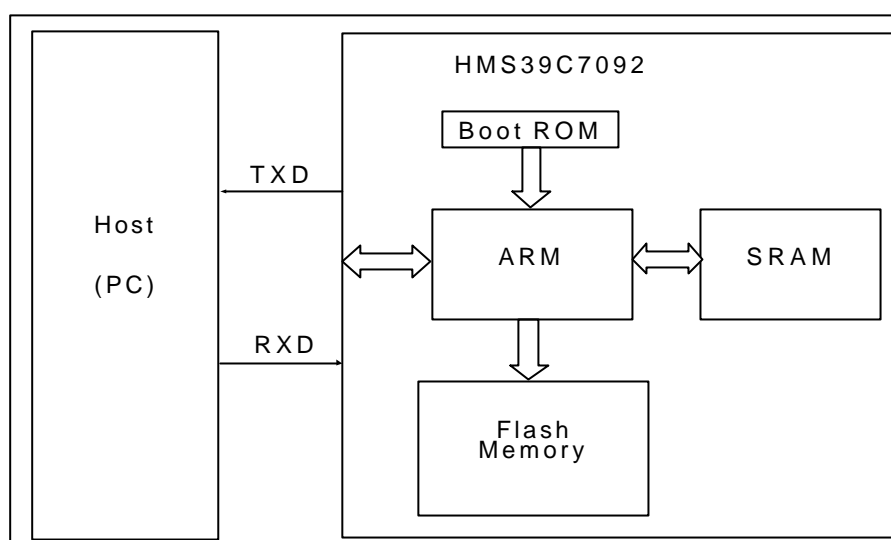 HMS39C7092
Boot ROM
TXD
Host
(PC)
ARM
SRAM
RXD
Flash
Memory